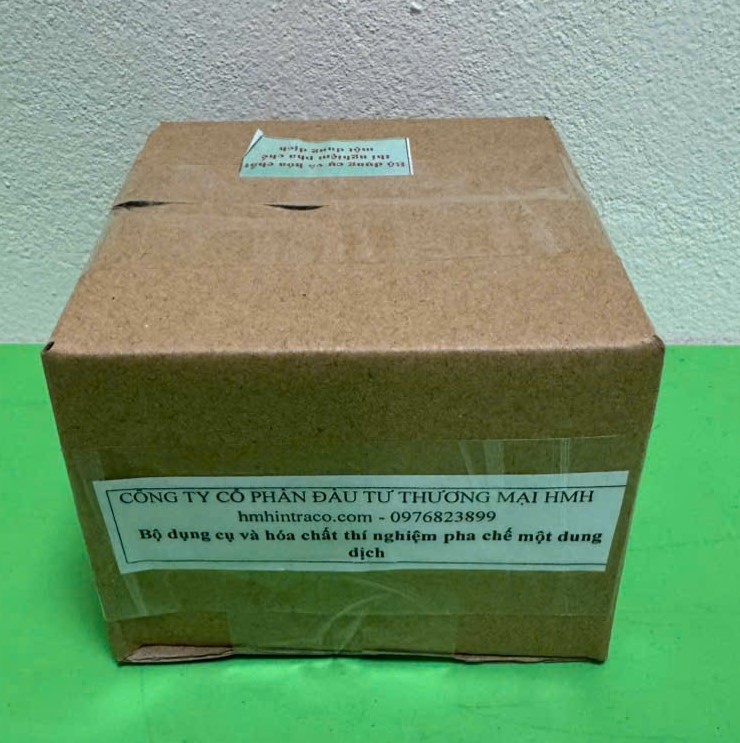 Bộ dụng cụ và hóa chất
thí nghiệm pha chế
một dung dịch
CÔNG TY CỔ PHẦN ĐẦU TƯ THƯƠNG MẠI HMH
hmhintraco.com - 0976823899
Bộ dụng cụ và hóa chất thí nghiệm pha chế một dung
dịch